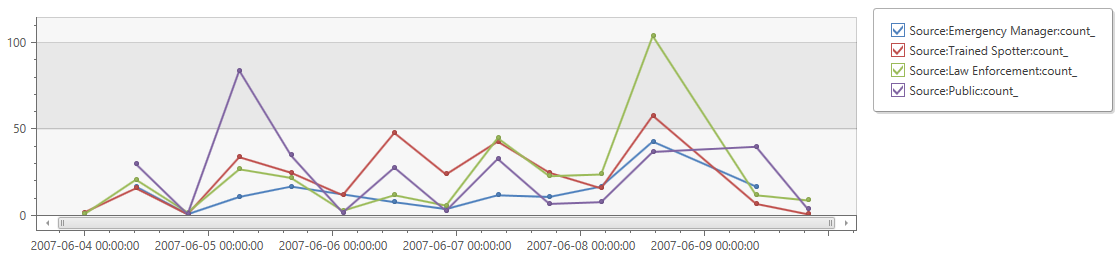 100
50
0
2007-06-04 00:00:00 2007-06-05 00:00:00 2007-06-06 00:00:00 2007-06-07 00:00:00 2007-06-08 00:00:00 2007-06-09 00:00:00
Source:Emergency Manager:count_
Source:Trained Spotter:count_
Source:Law Enforcement:count_
Source:Public:count_